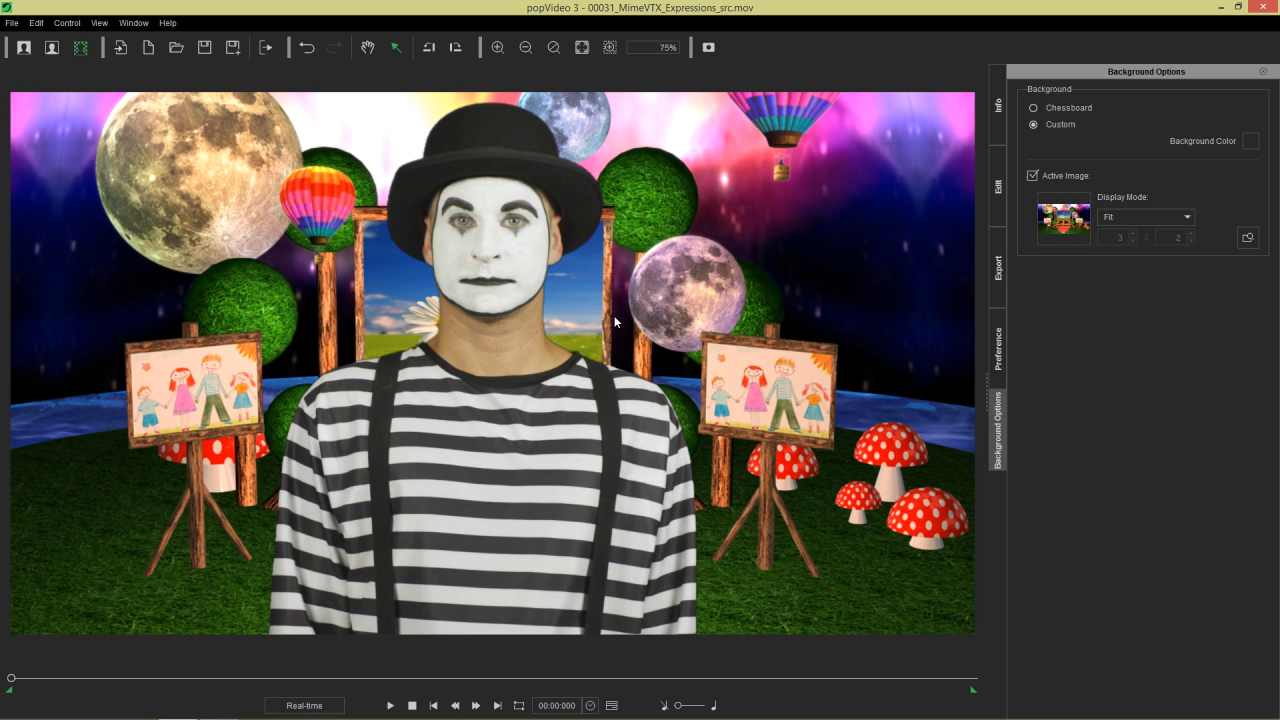 popVideo 3 - 00031_MimeVTX_Expressions_src.mov
File Edit Control View Window Help
75%
Info
Edit
Export
Preference
Background Options
Background Options
Background
Chessboard
Custom
Background Color
Active Image:
Display Mode:
Fit
3 X 2
Real-time
00:00:000